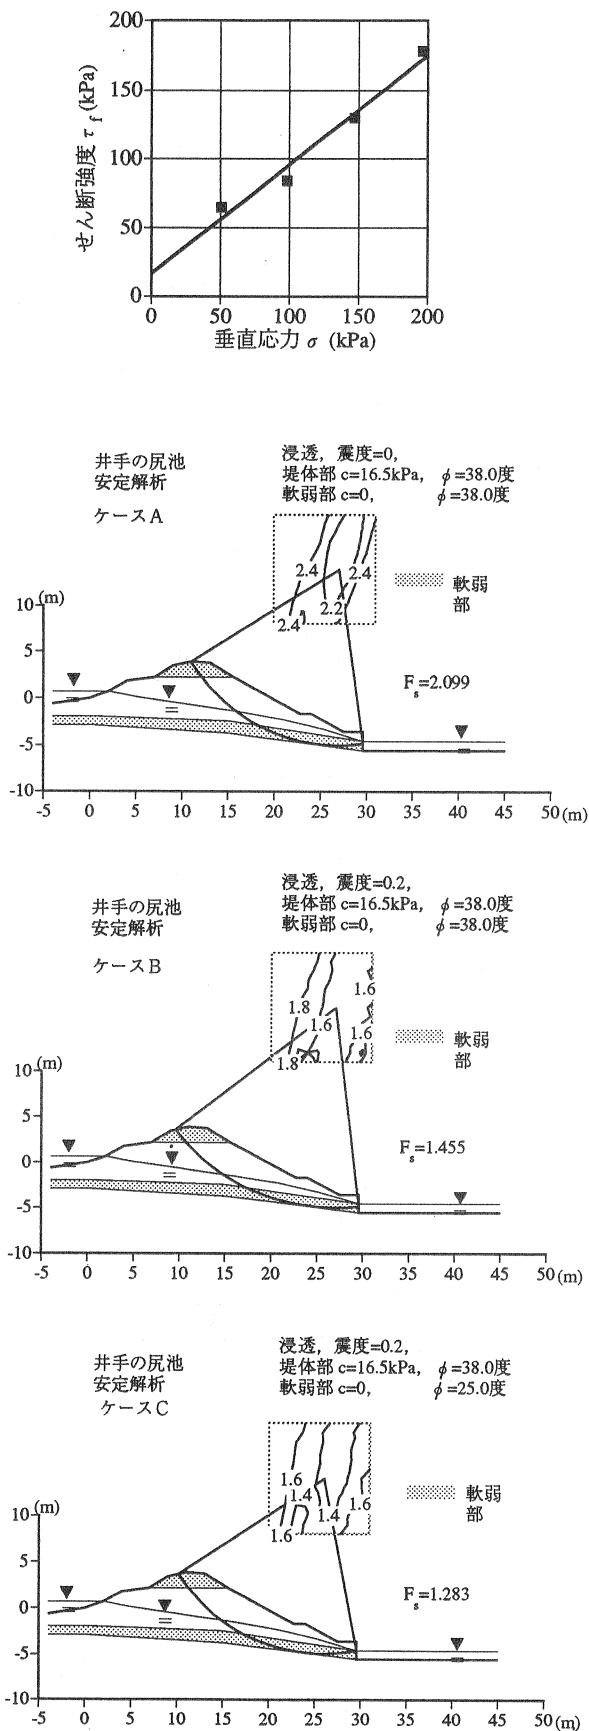 200
150
100
50
0
せん断強度 τf (kPa)
0 50 100 150 200
垂直応力 σ (kPa)
井手の尻池
安定解析
ケースA
浸透，震度=0,
堤体部 c=16.5kPa, φ=38.0度
軟弱部 c=0, φ=38.0度
2.4
2.4
2.2
2.4
軟弱
部
Fs=2.099
10 (m)
5
0
-5
-10
-5 0 5 10 15 20 25 30 35 40 45 50 (m)
井手の尻池
安定解析
ケースB
浸透，震度=0.2,
堤体部 c=16.5kPa, φ=38.0度
軟弱部 c=0, φ=38.0度
1.6
1.8
1.6
1.6
1.8
軟弱
部
Fs=1.455
10 (m)
5
0
-5
-10
-5 0 5 10 15 20 25 30 35 40 45 50 (m)
井手の尻池
安定解析
ケースC
浸透，震度=0.2,
堤体部 c=16.5kPa, φ=38.0度
軟弱部 c=0, φ=25.0度
1.6
1.4
1.6
1.4
1.6
軟弱
部
Fs=1.283
10 (m)
5
0
-5
-10
-5 0 5 10 15 20 25 30 35 40 45 50 (m)